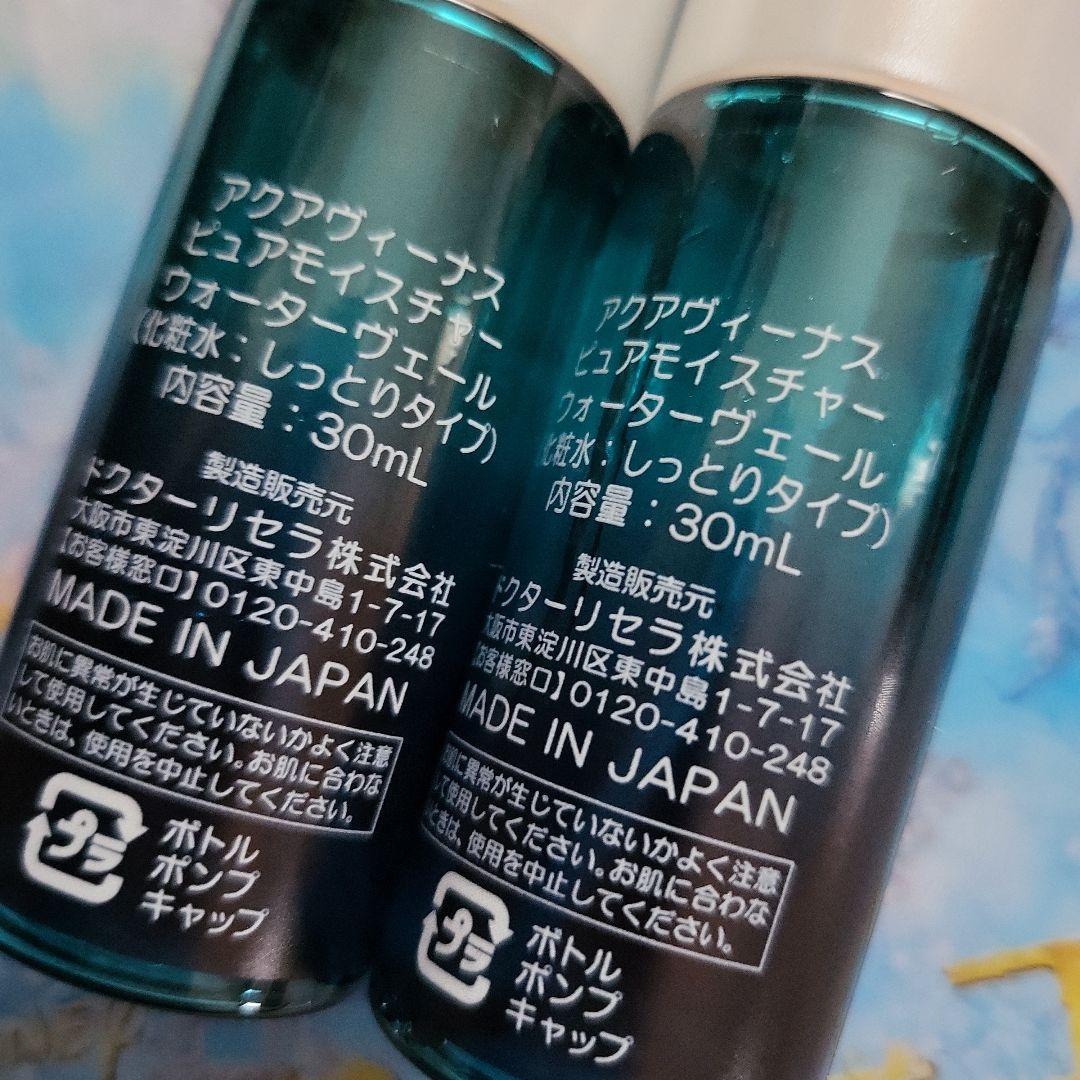 アクアヴィーナス
ピュアモイスチャー
ウォーターヴェール
(化粧水：しっとりタイプ)
内容量：30mL
製造販売元
ドクターリセラ株式会社
大阪市東淀川区東中島1-7-17
【お客様窓口】0120-410-248
MADE IN JAPAN
お肌に異常が生じていないかよく注意
して使用してください。お肌に合わな
いときは、使用を中止してください。
プラ
ボトル
ポンプ
キャップ
アクアヴィーナス
ピュアモイスチャー
ウォーターヴェール
化粧水：しっとりタイプ)
内容量：30mL
製造販売元
ドクターリセラ株式会社
大阪市東淀川区東中島1-7-17
【お客様窓口】0120-410-248
MADE IN JAPAN
お肌に異常が生じていないかよく注意
して使用してください。お肌に合わな
いときは、使用を中止してください。
プラ
ボトル
ポンプ
キャップ